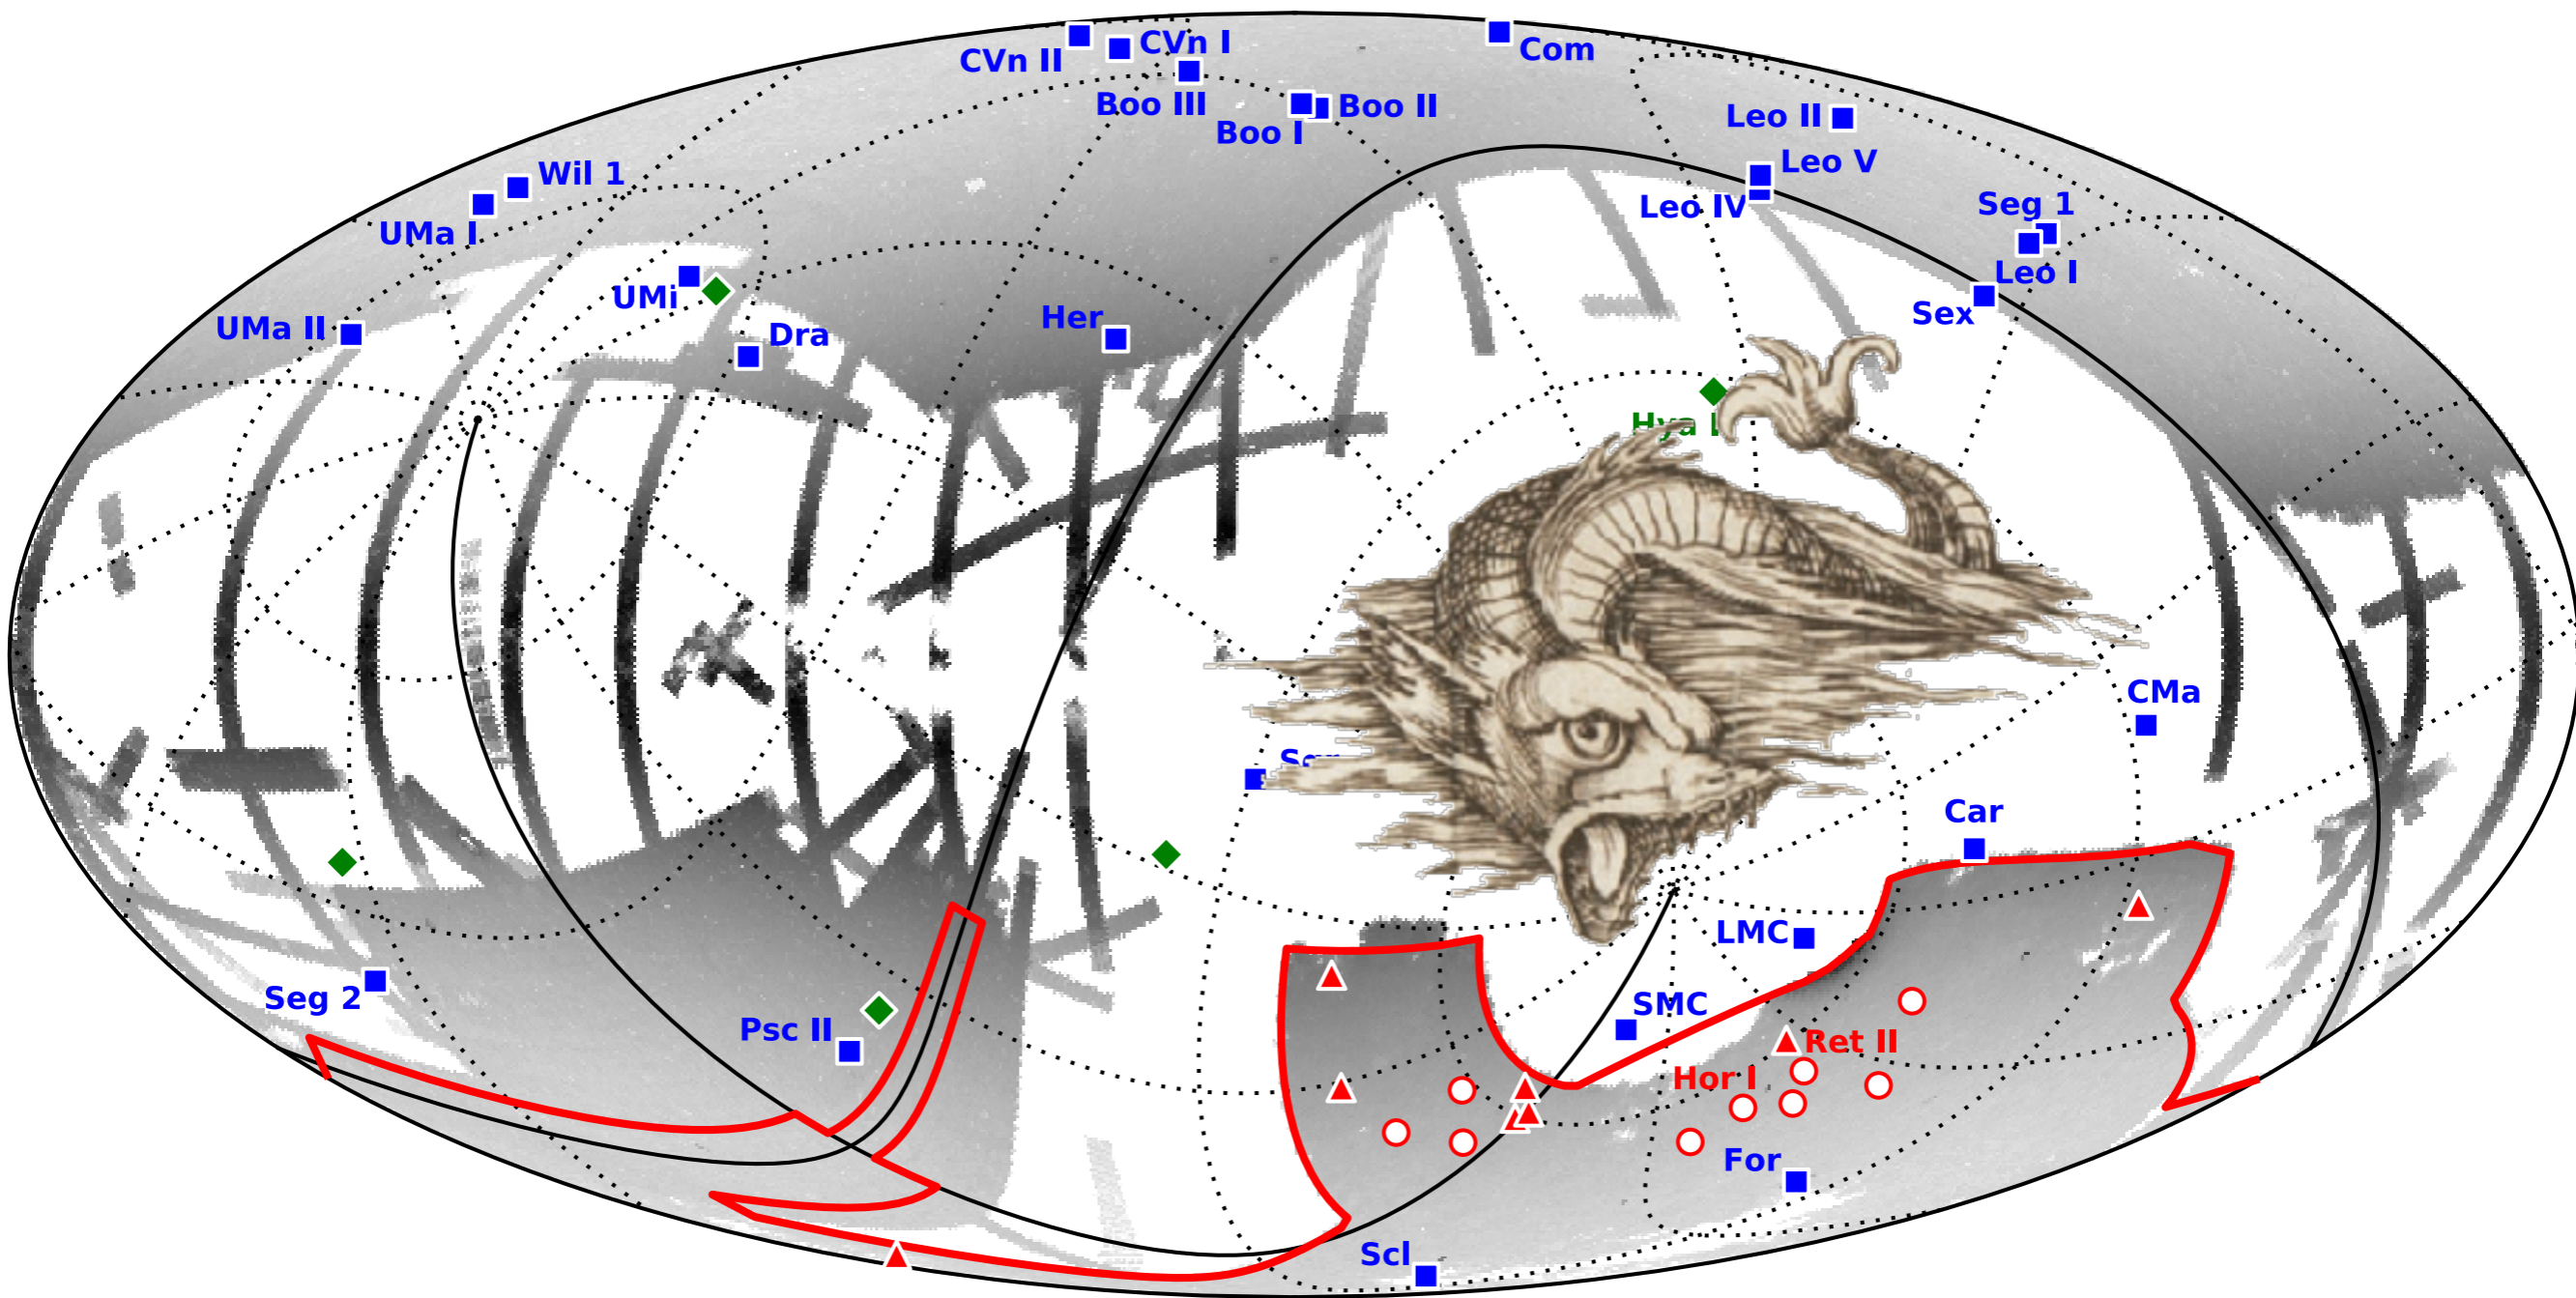 CVn I
Com
CVn II
Boo III
Boo II
Leo II
Boo I
Leo V
Wil 1
Leo IV
Seg 1
UMa I
Leo I
UMi
Sex
Her
UMa II
Dra
CMa
Car
LMC
Seg 2
SMC
Psc II
Ret II
Hor I
For
Scl